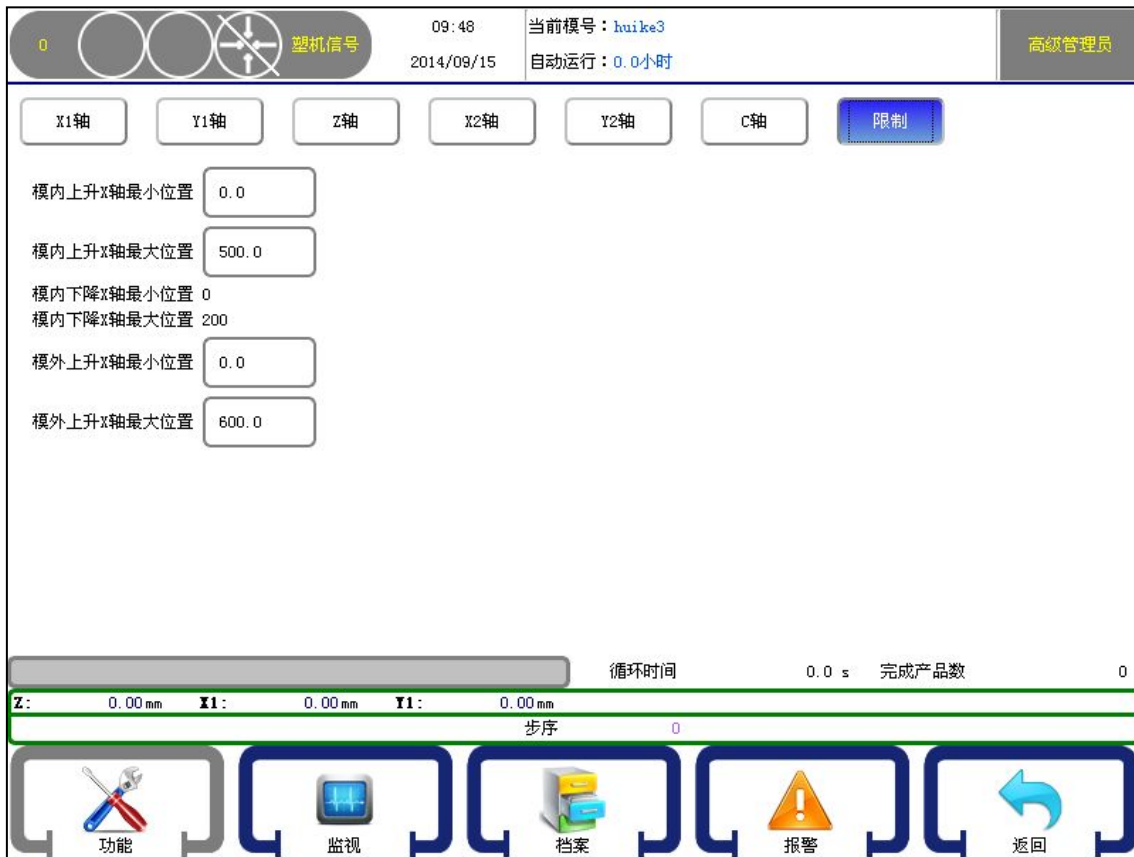 0 塑机信号 09:48 当前模号：huike3 高级管理员
2014/09/15 自动运行：0.0小时
X1轴 Y1轴 Z轴 X2轴 Y2轴 C轴 限制
模内上升X轴最小位置 0.0
模内上升X轴最大位置 500.0
模内下降X轴最小位置 0
模内下降X轴最大位置 200
模外上升X轴最小位置 0.0
模外上升X轴最大位置 600.0
循环时间 0.0 s 完成产品数 0
Z: 0.00mm X1: 0.00mm Y1: 0.00mm
步序 0
功能 监视 档案 报警 返回